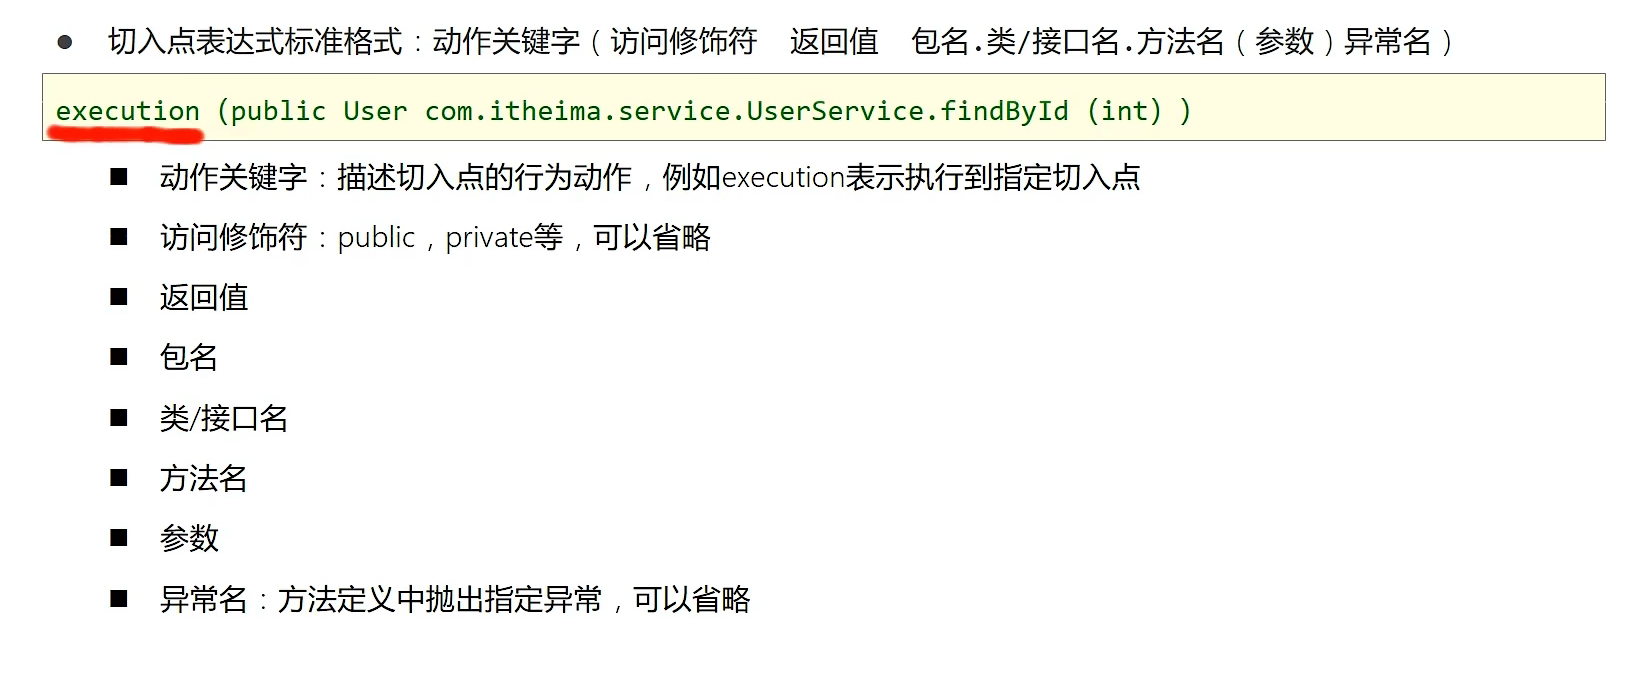 切入点表达式标准格式：动作关键字（访问修饰符　返回值　包名.类/接口名.方法名（参数）异常名）
execution (public User com.itheima.service.UserService.findById (int) )
动作关键字：描述切入点的行为动作，例如execution表示执行到指定切入点
访问修饰符：public，private等，可以省略
返回值
包名
类/接口名
方法名
参数
异常名：方法定义中抛出指定异常，可以省略